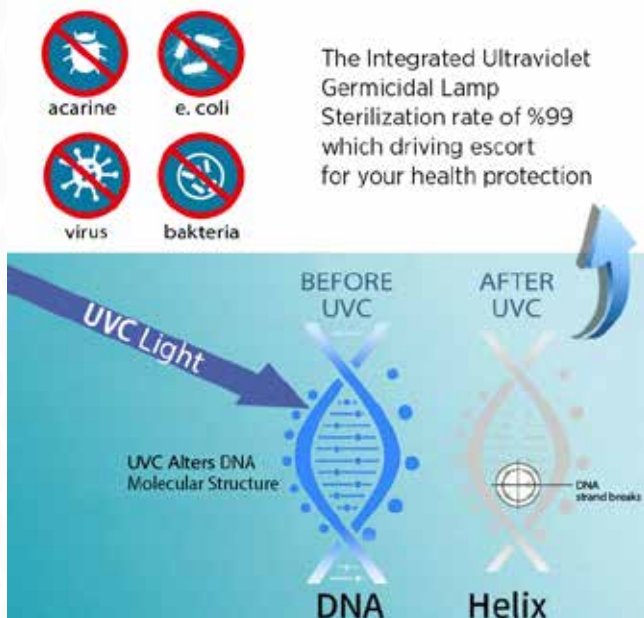 acarine
e. coli
virus
bakteria
The Integrated Ultraviolet
Germicidal Lamp
Sterilization rate of %99
which driving escort
for your health protection
BEFORE
UVC
AFTER
UVC
UVC Light
UVC Alters DNA
Molecular Structure
DNA
strand breaks
DNA
Helix